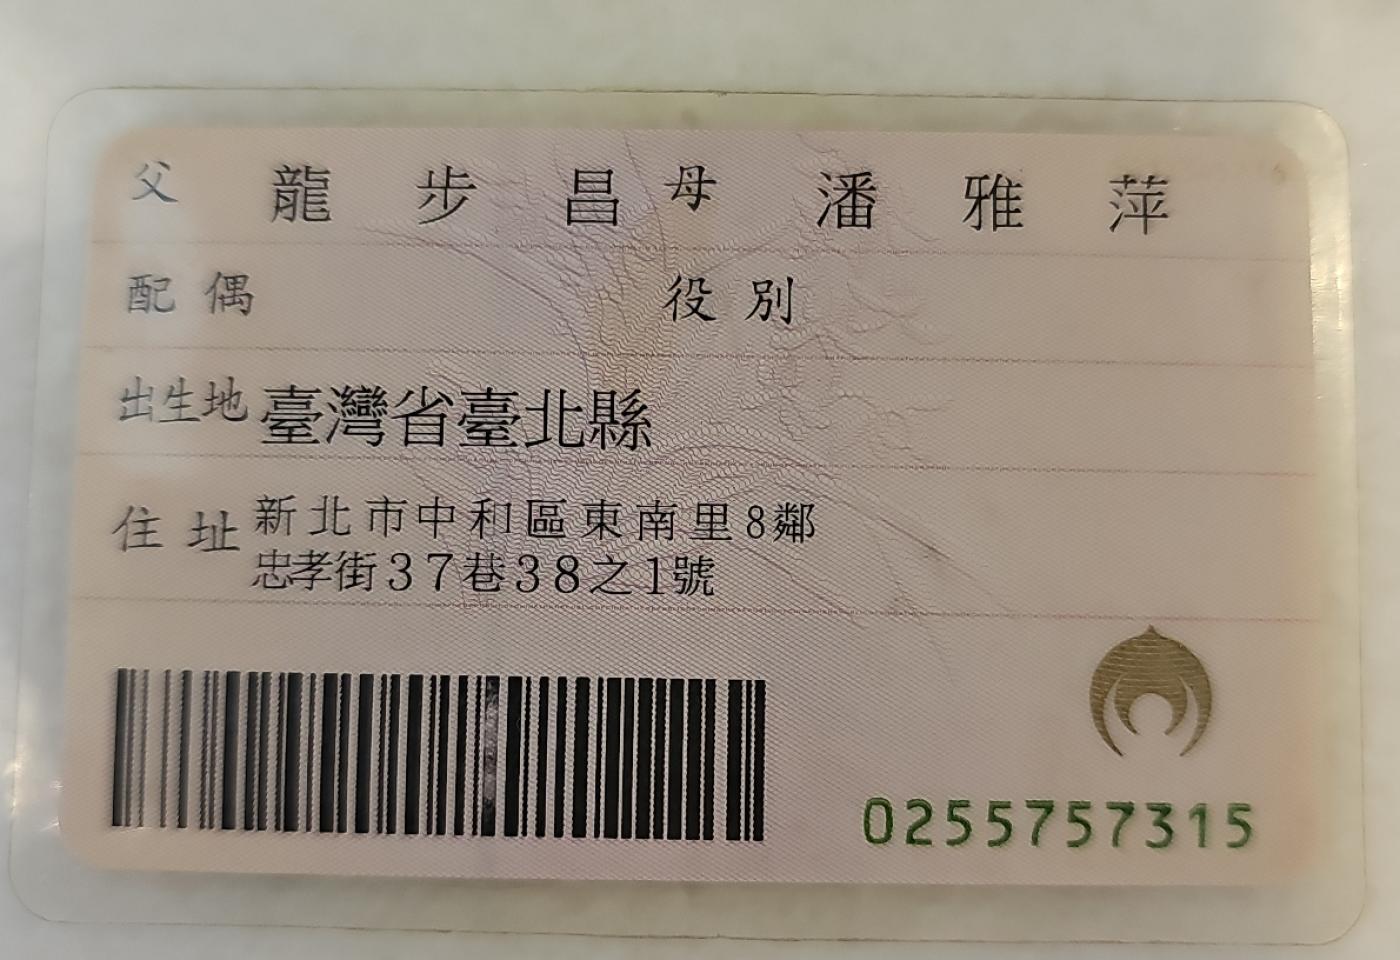 父 龍步昌 母 潘雅萍
配偶 役別
出生地 臺灣省臺北縣
住址 新北市中和區東南里8鄰
忠孝街37巷38之1號
0255757315